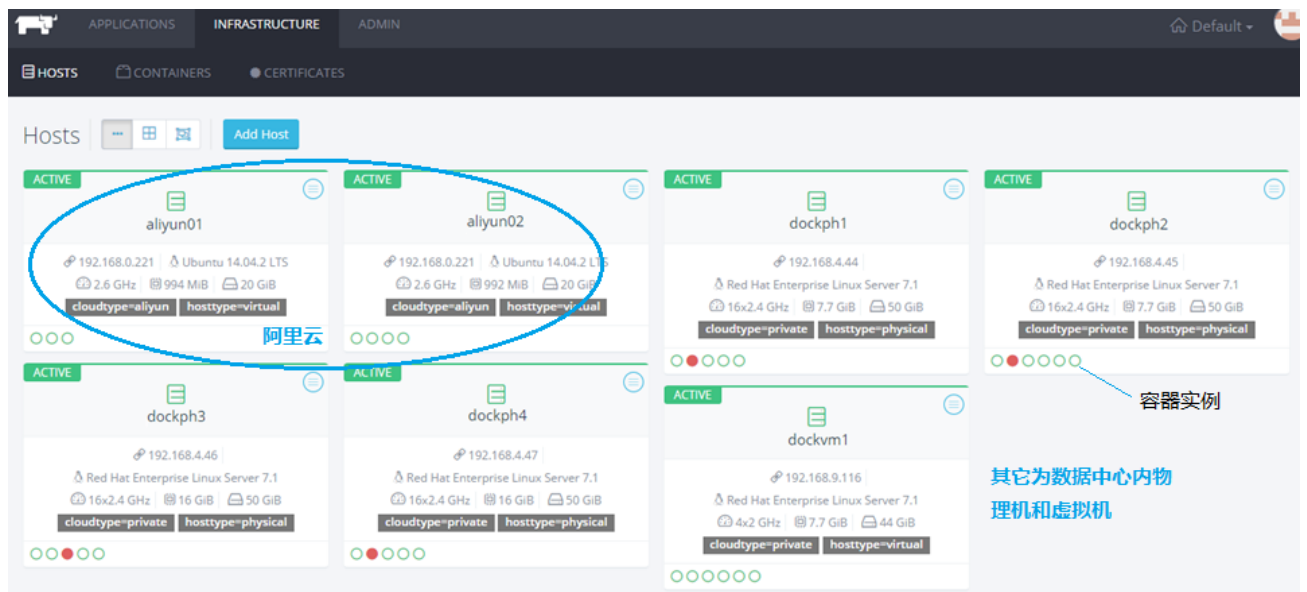 APPLICATIONS INFRASTRUCTURE ADMIN Default
HOSTS CONTAINERS CERTIFICATES
Hosts Add Host
ACTIVE
aliyun01
192.168.0.221 Ubuntu 14.04.2 LTS
2.6 GHz 994 MiB 20 GiB
cloudtype=aliyun hosttype=virtual
阿里云
ACTIVE
aliyun02
192.168.0.221 Ubuntu 14.04.2 LTS
2.6 GHz 992 MiB 20 GiB
cloudtype=aliyun hosttype=virtual
ACTIVE
dockph1
192.168.4.44
Red Hat Enterprise Linux Server 7.1
16x2.4 GHz 7.7 GiB 50 GiB
cloudtype=private hosttype=physical
ACTIVE
dockph2
192.168.4.45
Red Hat Enterprise Linux Server 7.1
16x2.4 GHz 7.7 GiB 50 GiB
cloudtype=private hosttype=physical
容器实例
ACTIVE
dockph3
192.168.4.46
Red Hat Enterprise Linux Server 7.1
16x2.4 GHz 16 GiB 50 GiB
cloudtype=private hosttype=physical
ACTIVE
dockph4
192.168.4.47
Red Hat Enterprise Linux Server 7.1
16x2.4 GHz 16 GiB 50 GiB
cloudtype=private hosttype=physical
ACTIVE
dockvm1
192.168.9.116
Red Hat Enterprise Linux Server 7.1
4x2 GHz 7.7 GiB 44 GiB
cloudtype=private hosttype=virtual
其它为数据中心内物
理机和虚拟机